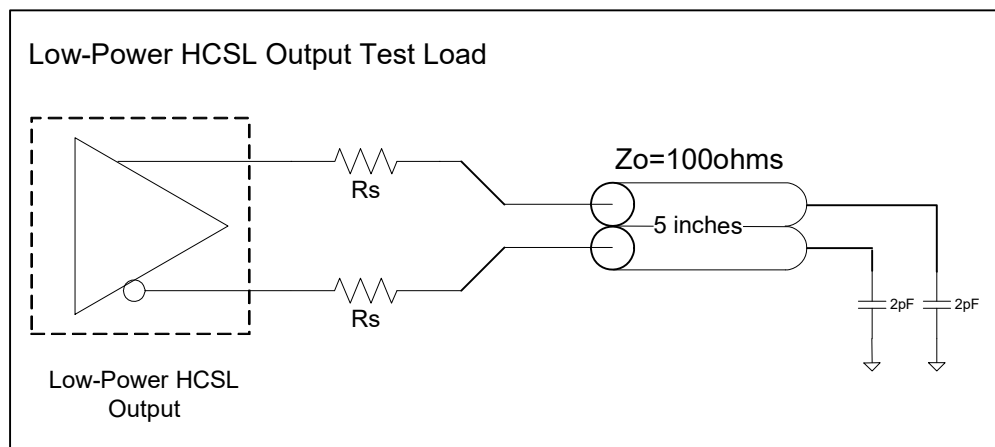 Low-Power HCSL Output Test Load
Zo=100ohms
Rs
5 inches
Rs
2pF
2pF
Low-Power HCSL
Output